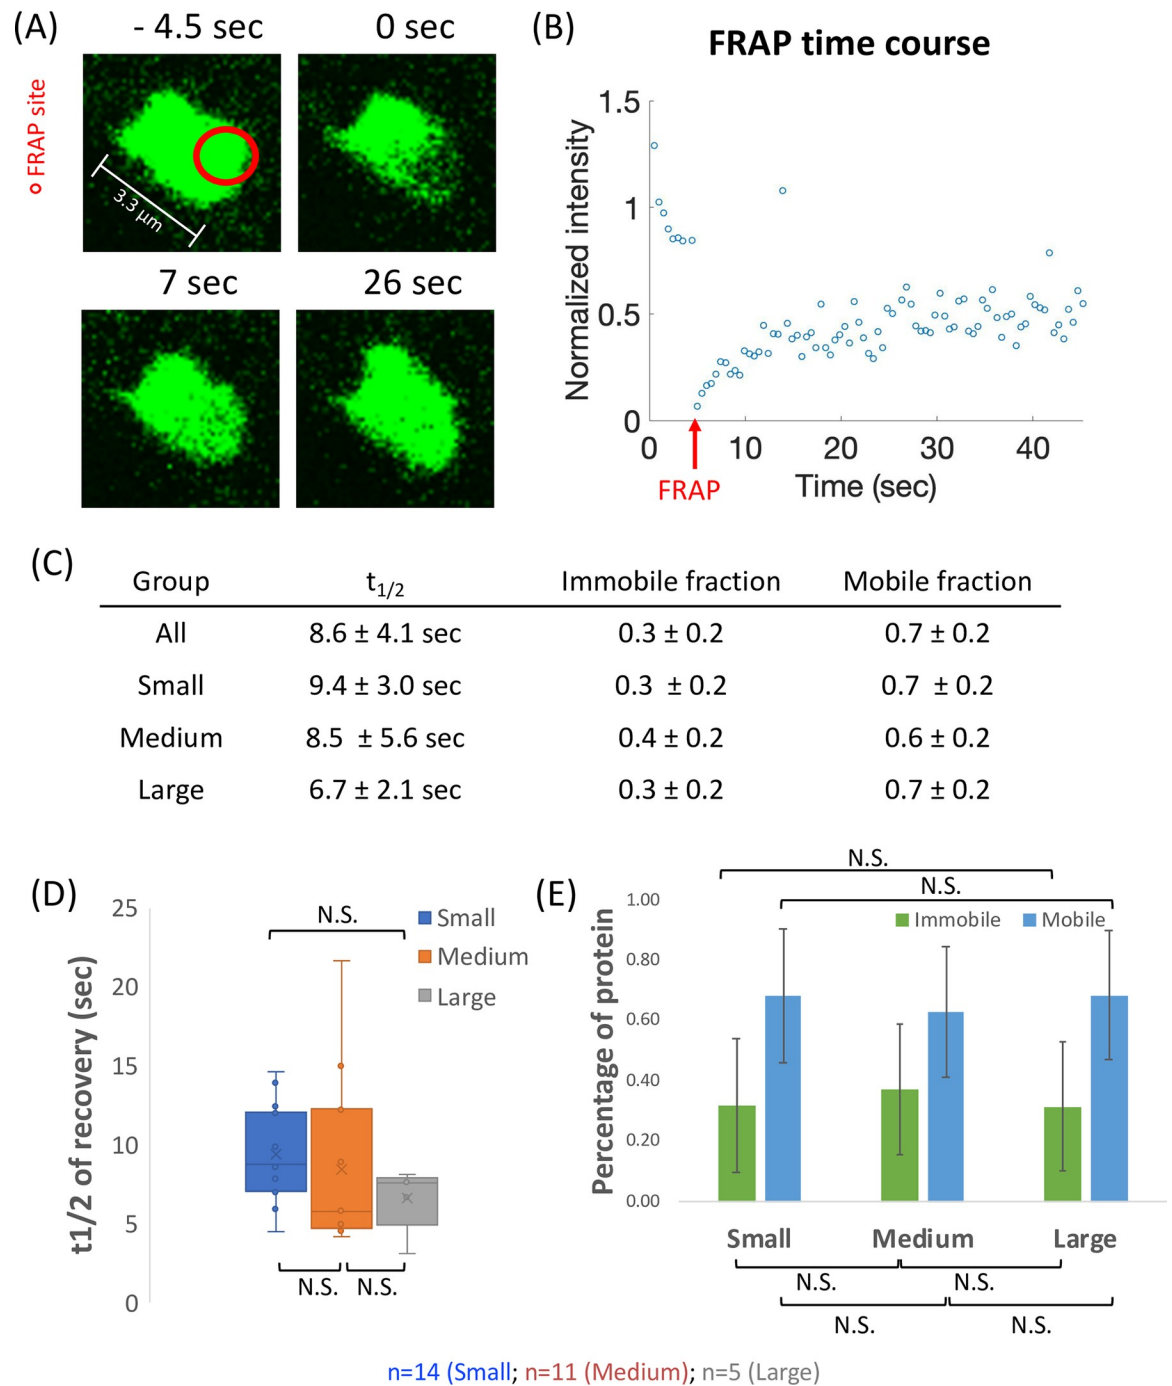 (A)
- 4.5 sec
0 sec
FRAP site
3.3 µm
7 sec
26 sec
(B)
FRAP time course
Normalized intensity
1.5
1
0.5
0
0 10 20 30 40
FRAP
Time (sec)
(C)
Group t1/2 Immobile fraction Mobile fraction
All 8.6 ± 4.1 sec 0.3 ± 0.2 0.7 ± 0.2
Small 9.4 ± 3.0 sec 0.3 ± 0.2 0.7 ± 0.2
Medium 8.5 ± 5.6 sec 0.4 ± 0.2 0.6 ± 0.2
Large 6.7 ± 2.1 sec 0.3 ± 0.2 0.7 ± 0.2
(D)
t1/2 of recovery (sec)
25
20
15
10
5
0
N.S.
Small
Medium
Large
N.S. N.S.
(E)
N.S.
N.S.
Percentage of protein
1.00
0.80
0.60
0.40
0.20
0.00
Immobile Mobile
Small Medium Large
N.S. N.S.
N.S. N.S.
n=14 (Small; n=11 (Medium); n=5 (Large)